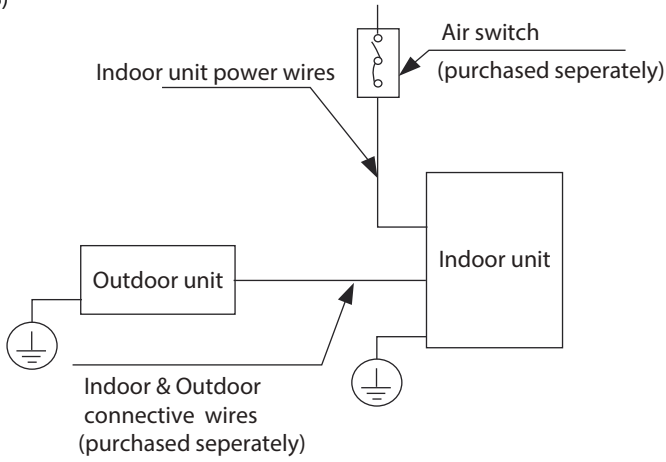 Air switch
(purchased seperately)
Indoor unit power wires
Indoor unit
Outdoor unit
Indoor & Outdoor
connective wires
(purchased seperately)